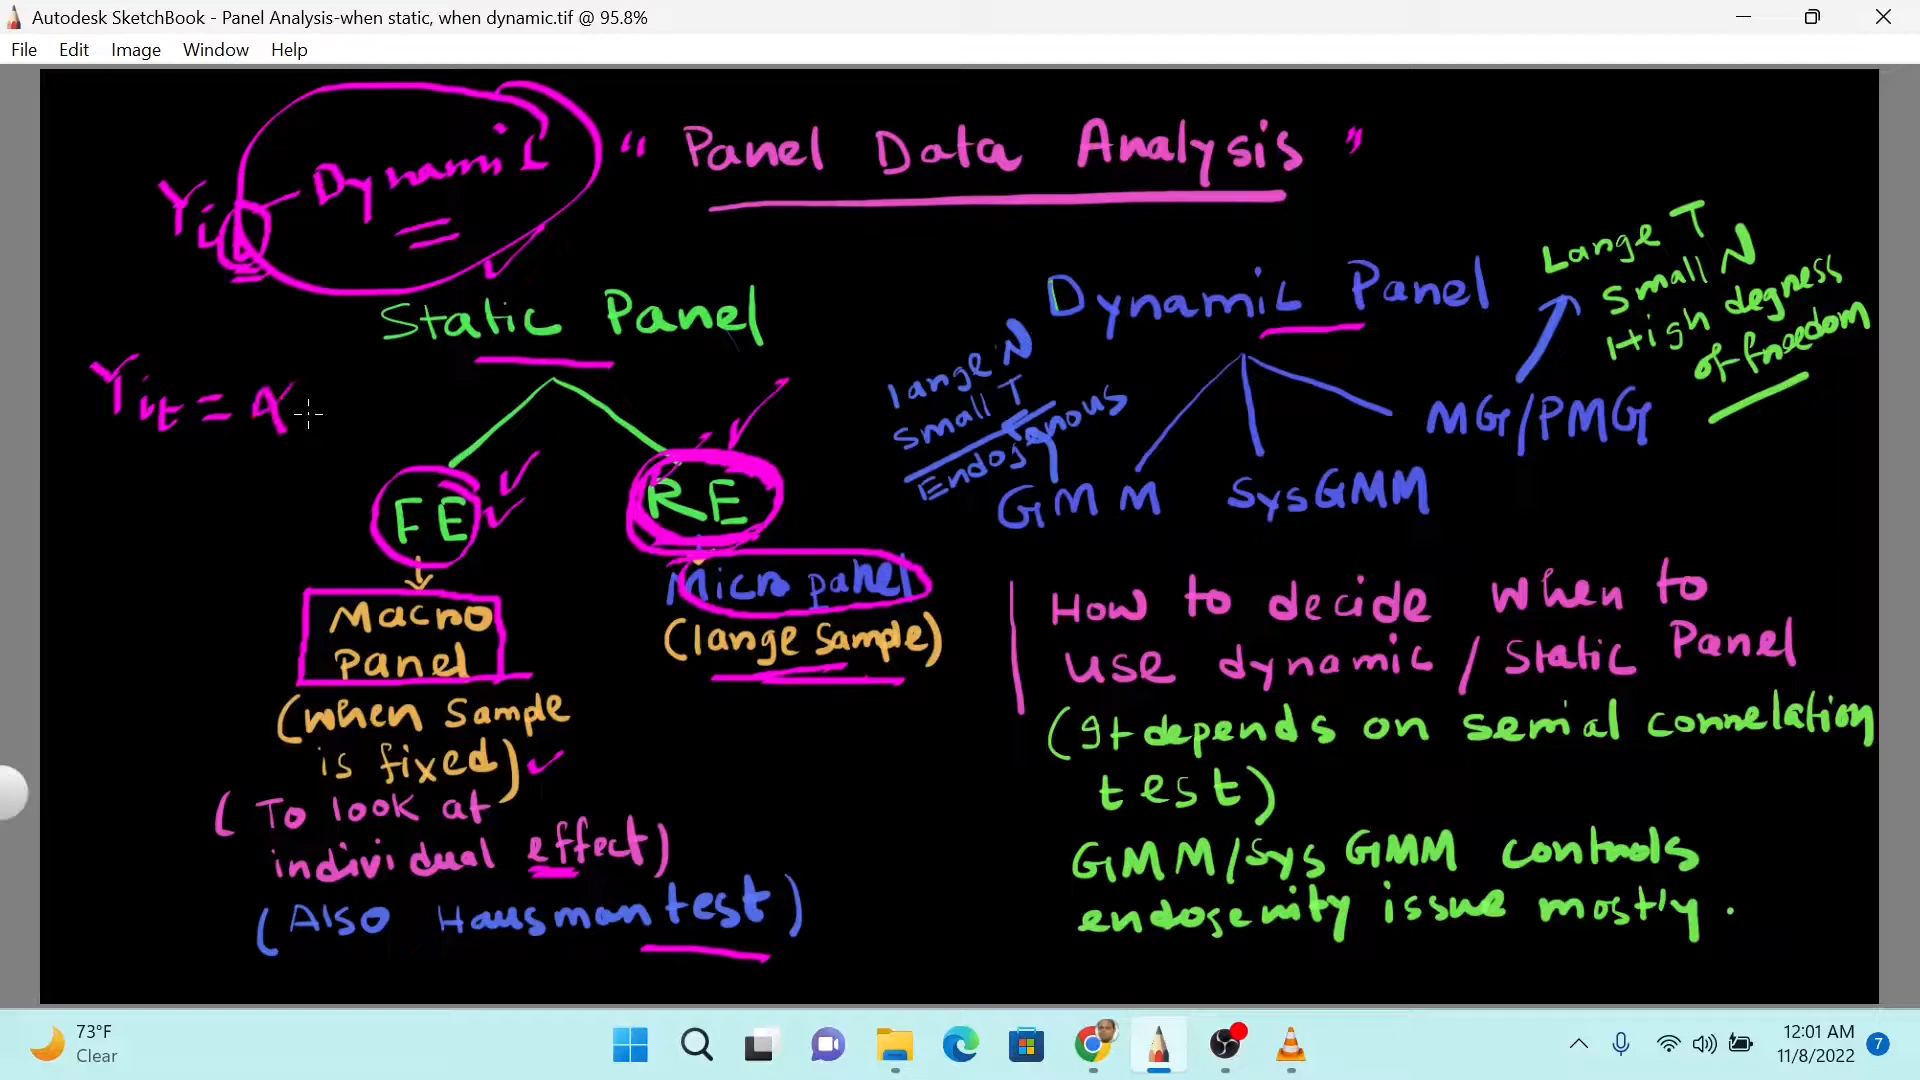 Autodesk SketchBook - Panel Analysis-when static, when dynamic.tif @ 95.8%
File Edit Image Window Help
"Panel Data Analysis"
Dynamic
Static Panel
Yit = α
FE
RE
Macro
Panel
(when sample
is fixed)
(To look at
individual effect)
(Also Hausman test)
Micro panel
(large sample)
Dynamic Panel
large N
small T
Endogenous
GMM
SysGMM
MG/PMG
Large T
small N
High degress
of freedom
How to decide when to
use dynamic / Static Panel
(It depends on serial correlation
test)
GMM/Sys GMM controls
endogenity issue mostly.
73°F
Clear
12:01 AM
11/8/2022
7